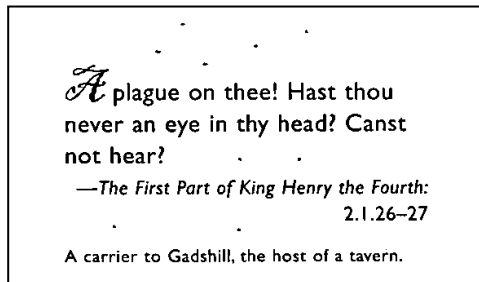 A plague on thee! Hast thou
never an eye in thy head? Canst
not hear?
—The First Part of King Henry the Fourth:
2.1.26–27
A carrier to Gadshill, the host of a tavern.